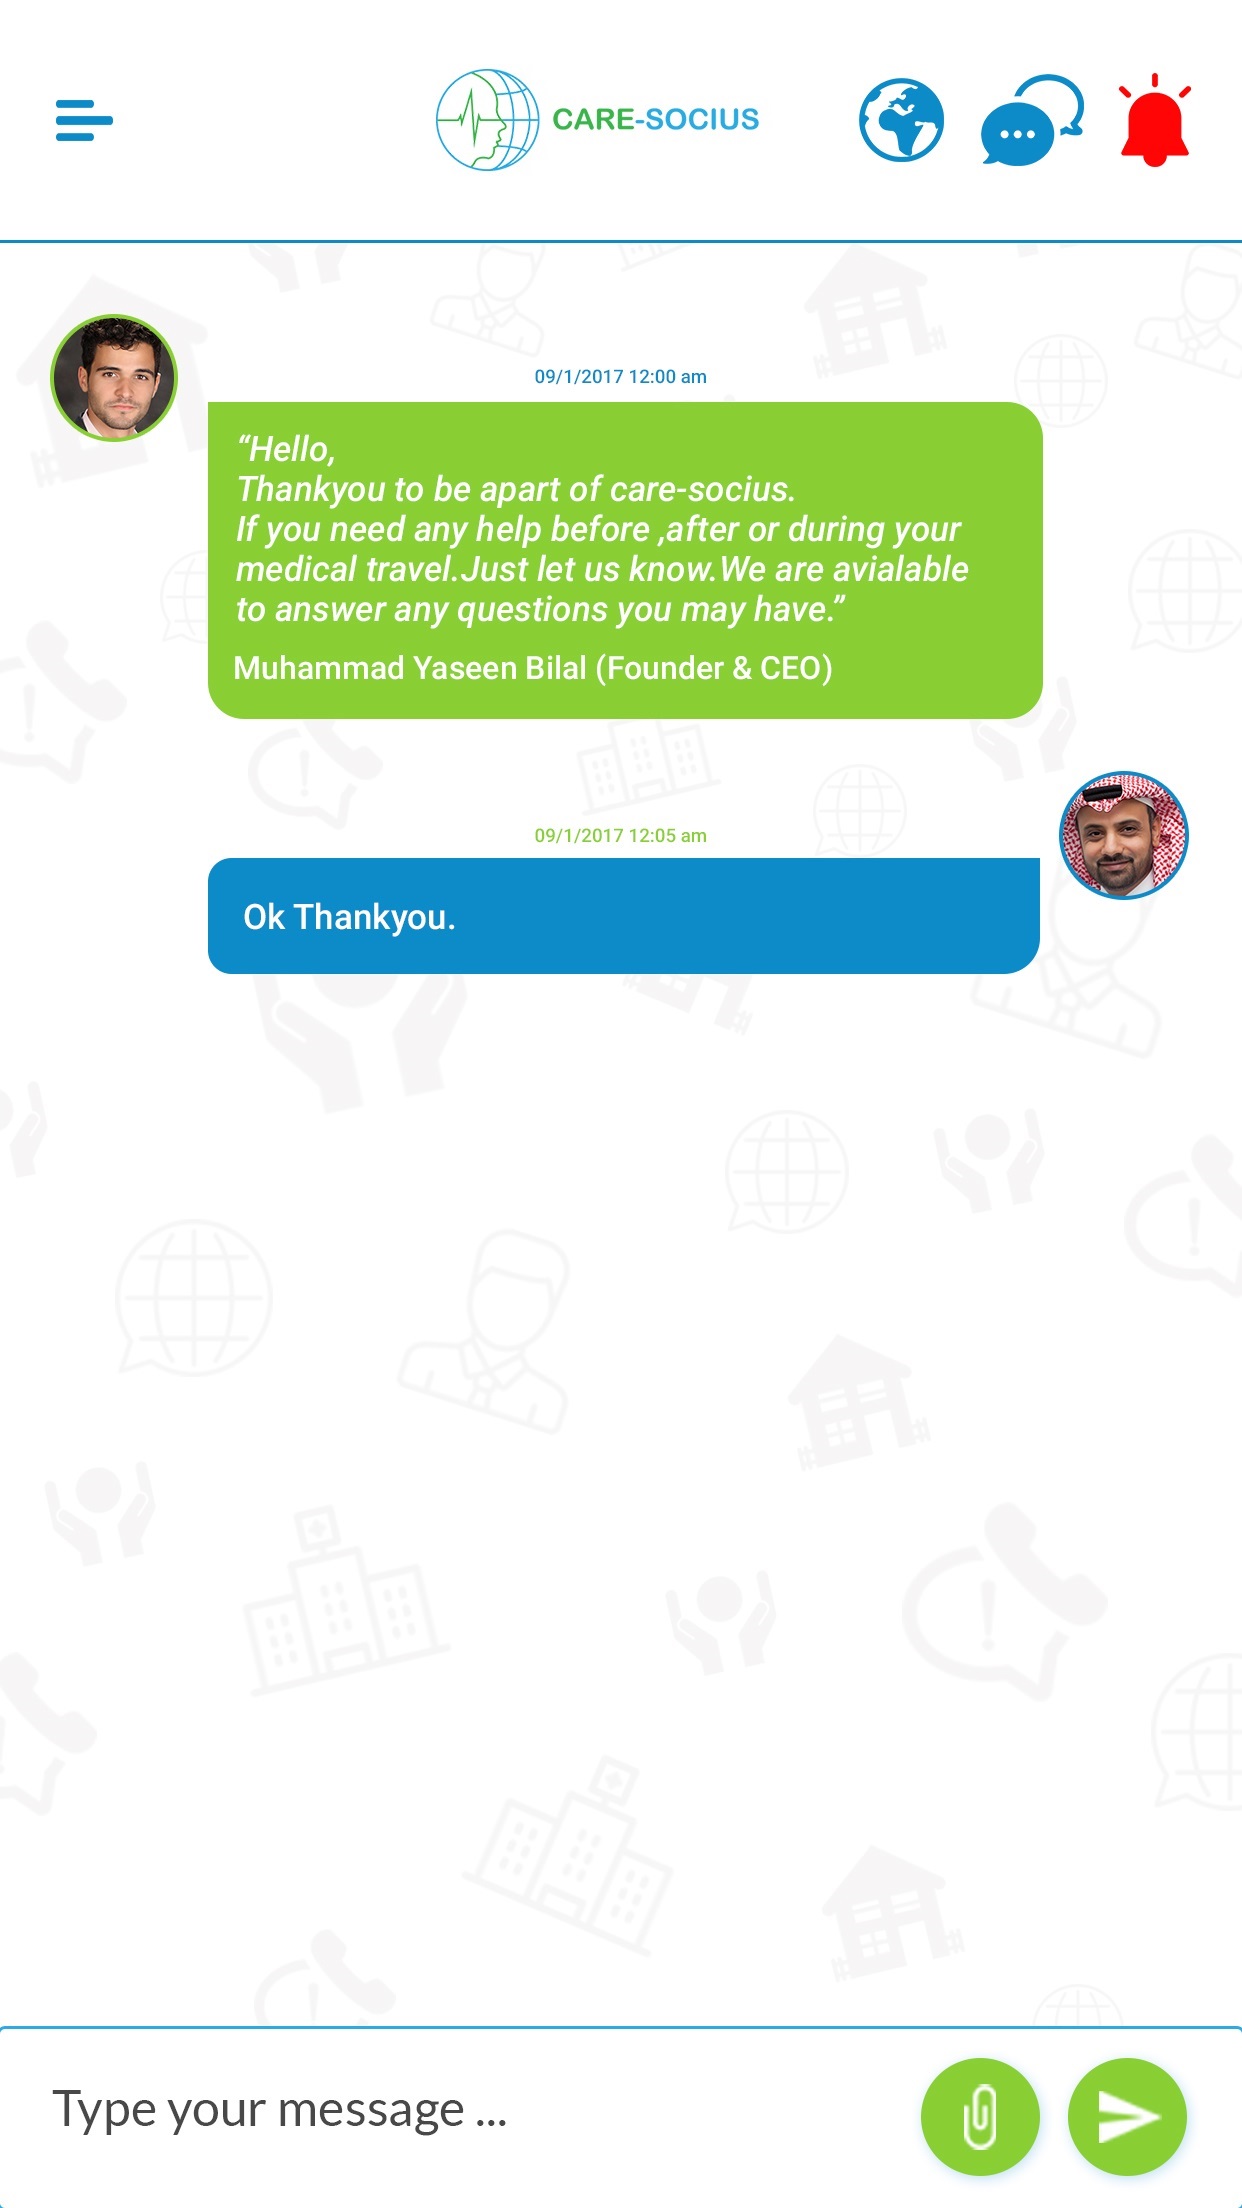 CARE-SOCIUS
09/1/2017 12:00 am
“Hello,
Thankyou to be apart of care-socius.
If you need any help before ,after or during your
medical travel.Just let us know.We are avialable
to answer any questions you may have.”
Muhammad Yaseen Bilal (Founder & CEO)
09/1/2017 12:05 am
Ok Thankyou.
Type your message ...